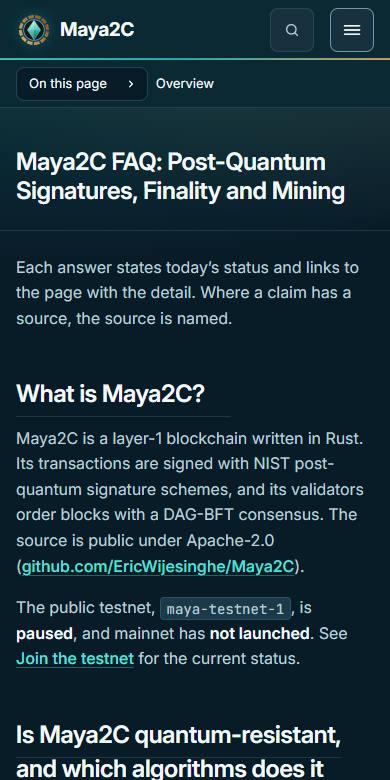 Maya2C
On this page
Overview
Maya2C FAQ: Post-Quantum
Signatures, Finality and Mining
Each answer states today’s status and links to
the page with the detail. Where a claim has a
source, the source is named.
What is Maya2C?
Maya2C is a layer-1 blockchain written in Rust.
Its transactions are signed with NIST post-
quantum signature schemes, and its validators
order blocks with a DAG-BFT consensus. The
source is public under Apache-2.0
(github.com/EricWijesinghe/Maya2C).
The public testnet, maya-testnet-1, is
paused, and mainnet has not launched. See
Join the testnet for the current status.
Is Maya2C quantum-resistant,
and which algorithms does it